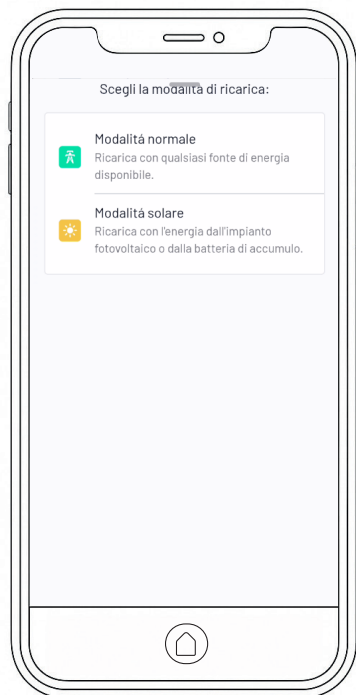 Scegli la modalità di ricarica:
Modalitá normale
Ricarica con qualsiasi fonte di energia
disponibile.
Modalitá solare
Ricarica con l'energia dall'impianto
fotovoltaico o dalla batteria di accumulo.